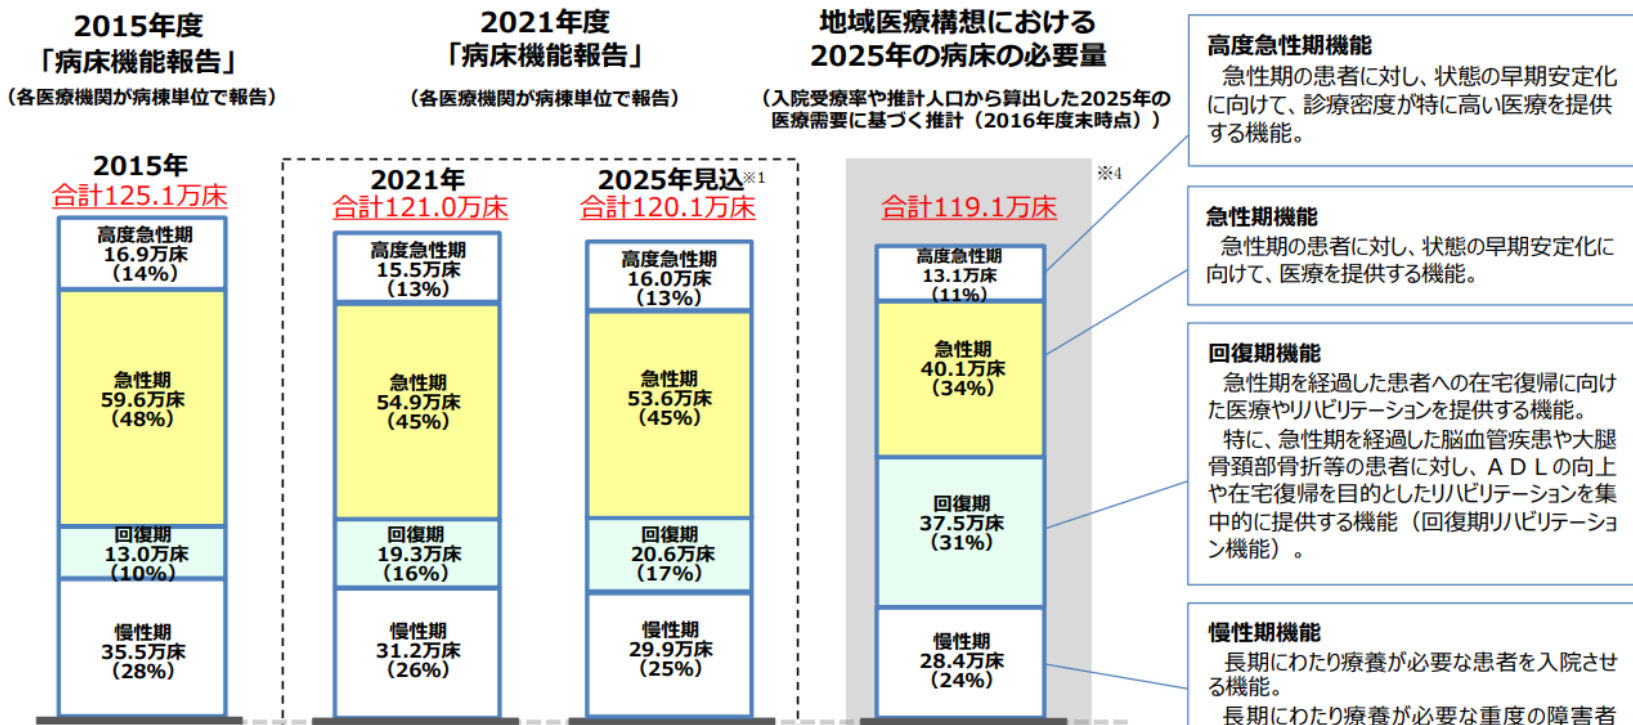 2015年度
「病床機能報告」
(各医療機関が病棟単位で報告)
2021年度
「病床機能報告」
(各医療機関が病棟単位で報告)
地域医療構想における
2025年の病床の必要量
(入院受療率や推計人口から算出した2025年の
医療需要に基づく推計(2016年度末時点))
2015年
合計125.1万床
高度急性期
16.9万床
(14%)
急性期
59.6万床
(48%)
回復期
13.0万床
(10%)
慢性期
35.5万床
(28%)
2021年
合計121.0万床
高度急性期
15.5万床
(13%)
急性期
54.9万床
(45%)
回復期
19.3万床
(16%)
慢性期
31.2万床
(26%)
2025年見込※1
合計120.1万床
高度急性期
16.0万床
(13%)
急性期
53.6万床
(45%)
回復期
20.6万床
(17%)
慢性期
29.9万床
(25%)
※4
合計119.1万床
高度急性期
13.1万床
(11%)
急性期
40.1万床
(34%)
回復期
37.5万床
(31%)
慢性期
28.4万床
(24%)
高度急性期機能
急性期の患者に対し、状態の早期安定化
に向けて、診療密度が特に高い医療を提供
する機能。
急性期機能
急性期の患者に対し、状態の早期安定化に
向けて、医療を提供する機能。
回復期機能
急性期を経過した患者への在宅復帰に向け
た医療やリハビリテーションを提供する機能。
特に、急性期を経過した脳血管疾患や大腿
骨頚部骨折等の患者に対し、ADLの向上
や在宅復帰を目的としたリハビリテーションを集
中的に提供する機能(回復期リハビリテーショ
ン機能)。
慢性期機能
長期にわたり療養が必要な患者を入院させ
る機能。
長期にわたり療養が必要な重度の障害者